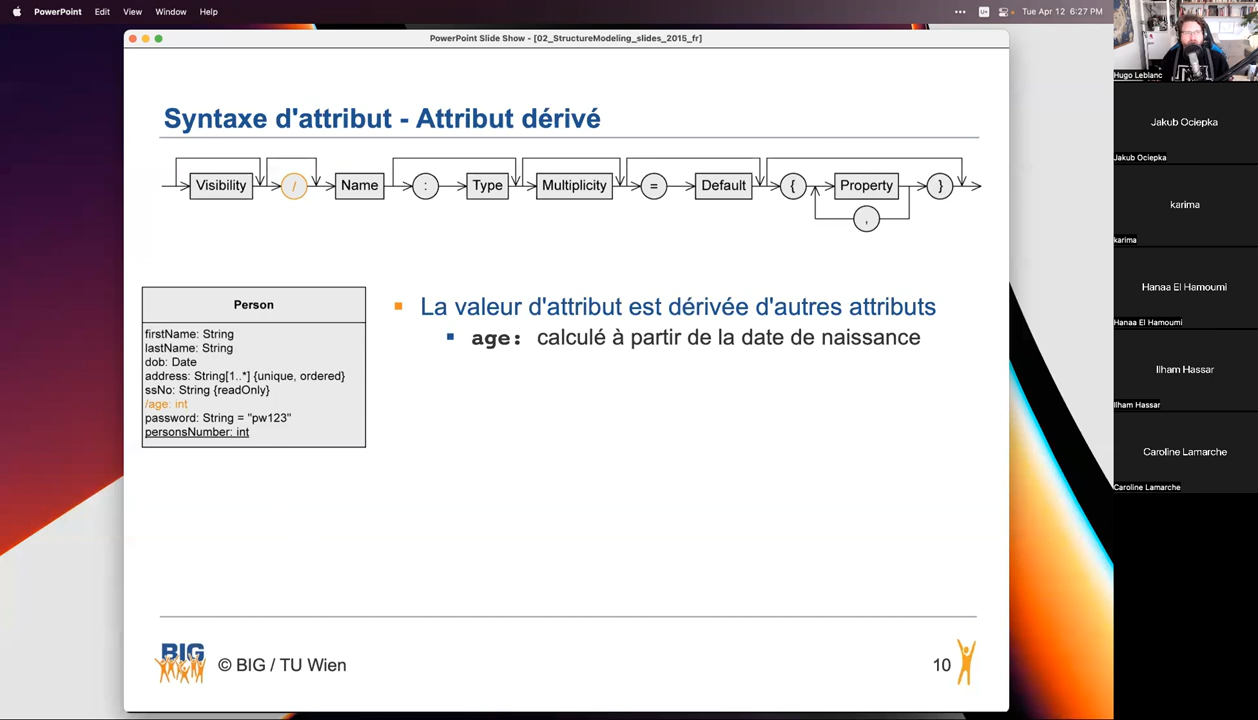 PowerPoint Edit View Window Help ••• U+ Tue Apr 12 6:27 PM
PowerPoint Slide Show - [02_StructureModeling_slides_2015_fr]
Syntaxe d'attribut - Attribut dérivé
Visibility / Name : Type Multiplicity = Default { Property }
,
Person
firstName: String
lastName: String
dob: Date
address: String[1..*] {unique, ordered}
ssNo: String {readOnly}
/age: int
password: String = "pw123"
personsNumber: int
La valeur d'attribut est dérivée d'autres attributs
age: calculé à partir de la date de naissance
BIG
© BIG / TU Wien
10
Hugo Leblanc
Jakub Ociepka
Jakub Ociepka
karima
karima
Hanaa El Hamoumi
Hanaa El Hamoumi
Ilham Hassar
Ilham Hassar
Caroline Lamarche
Caroline Lamarche